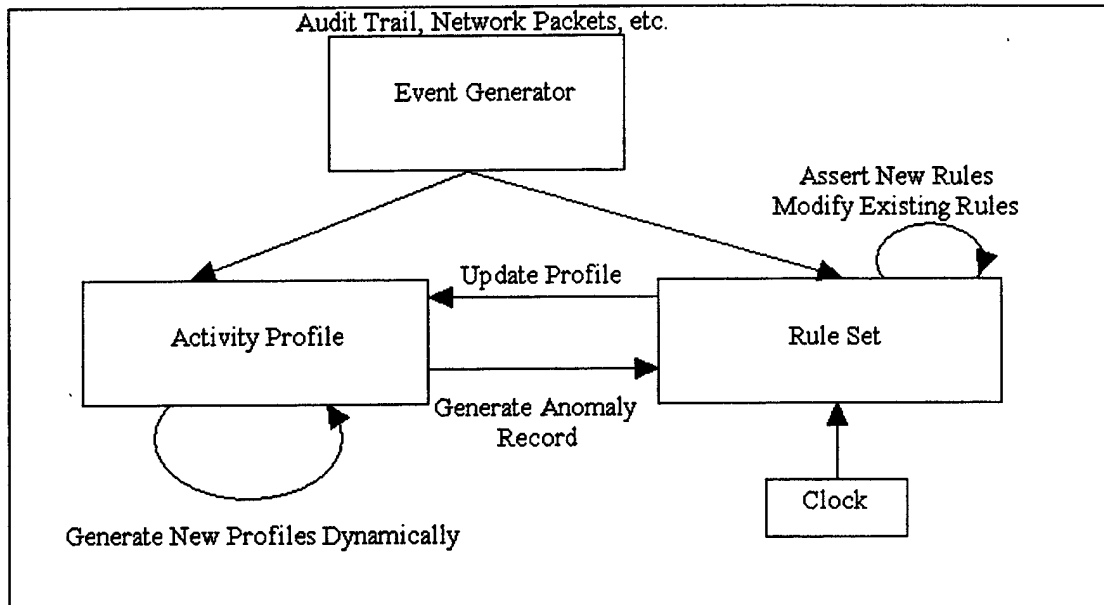 Audit Trail, Network Packets, etc.
Event Generator
Assert New Rules
Modify Existing Rules
Update Profile
Activity Profile
Rule Set
Generate Anomaly
Record
Clock
Generate New Profiles Dynamically